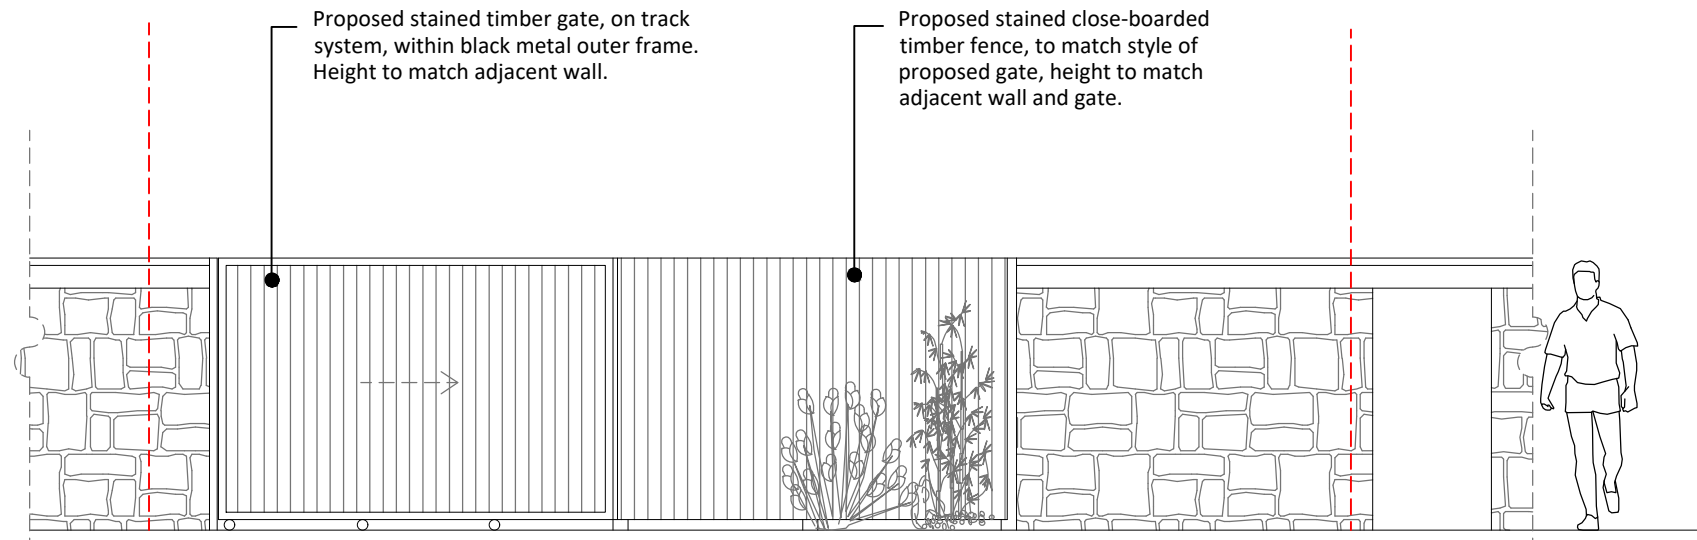 Proposed stained timber gate, on track
system, within black metal outer frame.
Height to match adjacent wall.
Proposed stained close-boarded
timber fence, to match style of
proposed gate, height to match
adjacent wall and gate.